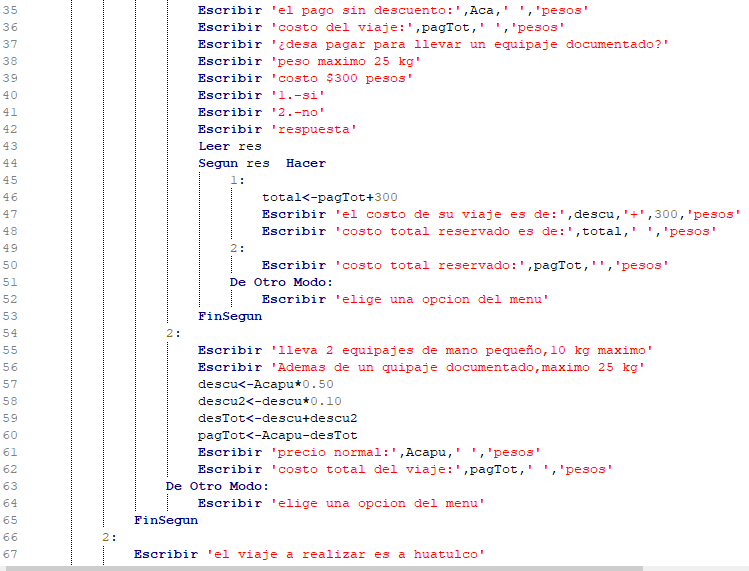 35 Escribir 'el pago sin descuento:',Aca,' ','pesos'
36 Escribir 'costo del viaje:',pagTot,' ','pesos'
37 Escribir '¿desa pagar para llevar un equipaje documentado?'
38 Escribir 'peso maximo 25 kg'
39 Escribir 'costo $300 pesos'
40 Escribir '1.-si'
41 Escribir '2.-no'
42 Escribir 'respuesta'
43 Leer res
44 Segun res Hacer
45 1:
46 total<-pagTot+300
47 Escribir 'el costo de su viaje es de:',descu,'+',300,'pesos'
48 Escribir 'costo total reservado es de:',total,' ','pesos'
49 2:
50 Escribir 'costo total reservado:',pagTot,'','pesos'
51 De Otro Modo:
52 Escribir 'elige una opcion del menu'
53 FinSegun
54 2:
55 Escribir 'lleva 2 equipajes de mano pequeño,10 kg maximo'
56 Escribir 'Ademas de un quipaje documentado,maximo 25 kg'
57 descu<-Acapu*0.50
58 descu2<-descu*0.10
59 desTot<-descu+descu2
60 pagTot<-Acapu-desTot
61 Escribir 'precio normal:',Acapu,' ','pesos'
62 Escribir 'costo total del viaje:',pagTot,' ','pesos'
63 De Otro Modo:
64 Escribir 'elige una opcion del menu'
65 FinSegun
66 2:
67 Escribir 'el viaje a realizar es a huatulco'